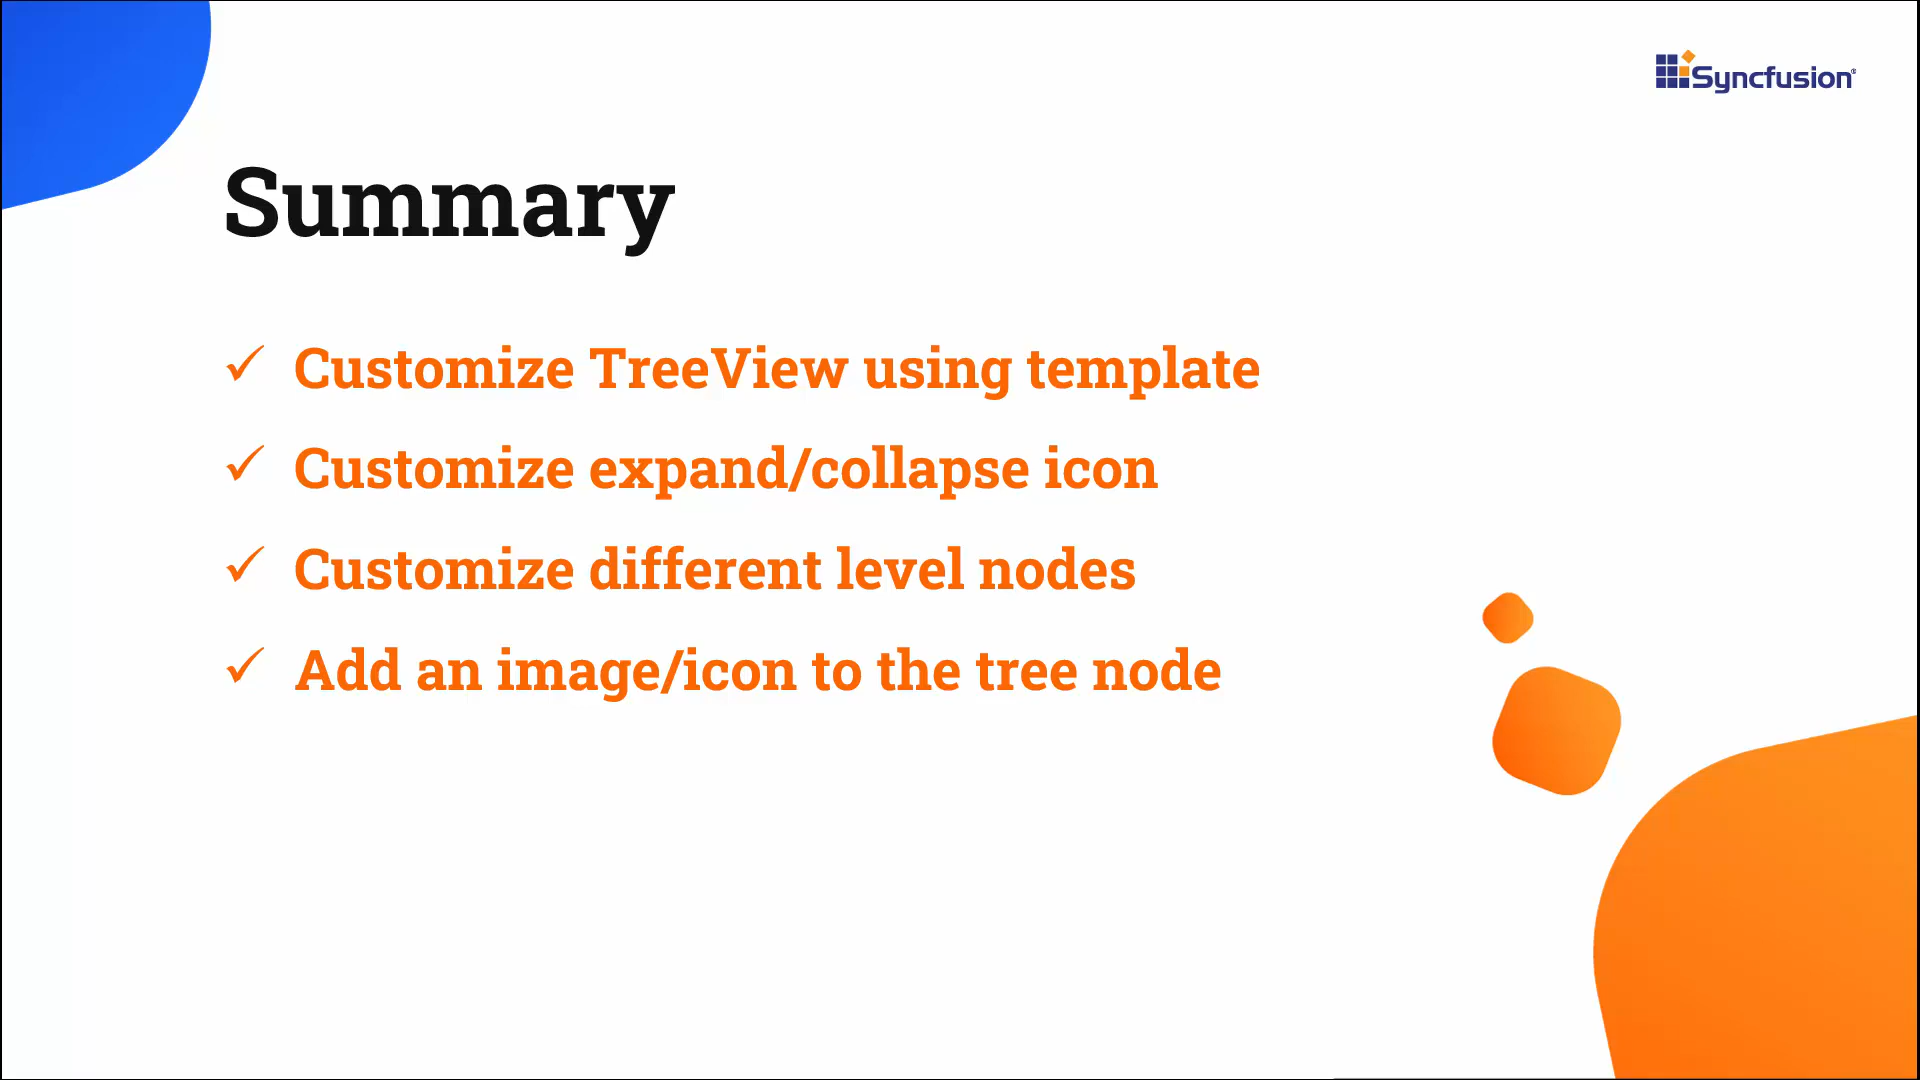 Syncfusion®
Summary
✓ Customize TreeView using template
✓ Customize expand/collapse icon
✓ Customize different level nodes
✓ Add an image/icon to the tree node